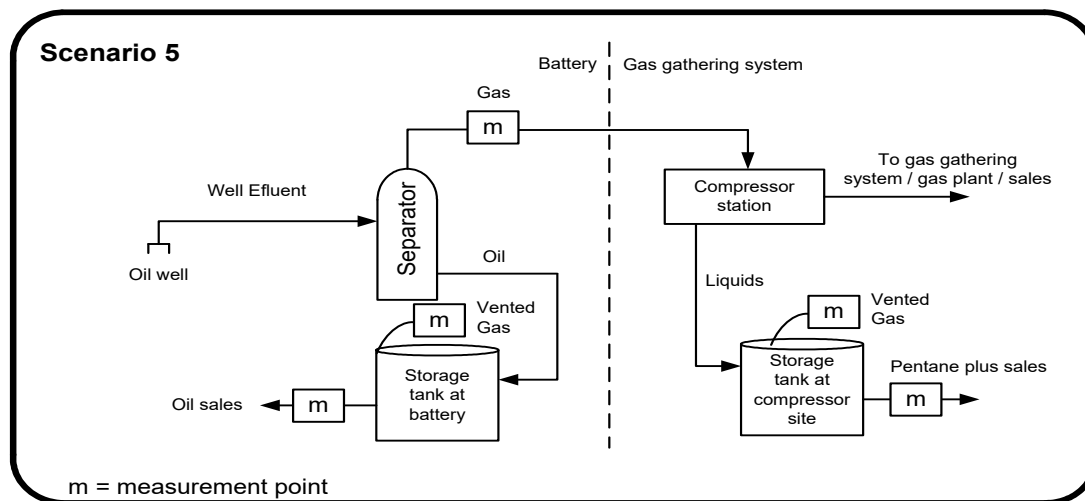 Scenario 5
Battery
Gas gathering system
Gas
m
Well Efluent
Separator
Oil well
Oil
Compressor
station
To gas gathering
system / gas plant / sales
Liquids
m
Vented
Gas
m
Vented
Gas
Storage
tank at
battery
Oil sales
m
Storage
tank at
compressor
site
Pentane plus sales
m
m = measurement point